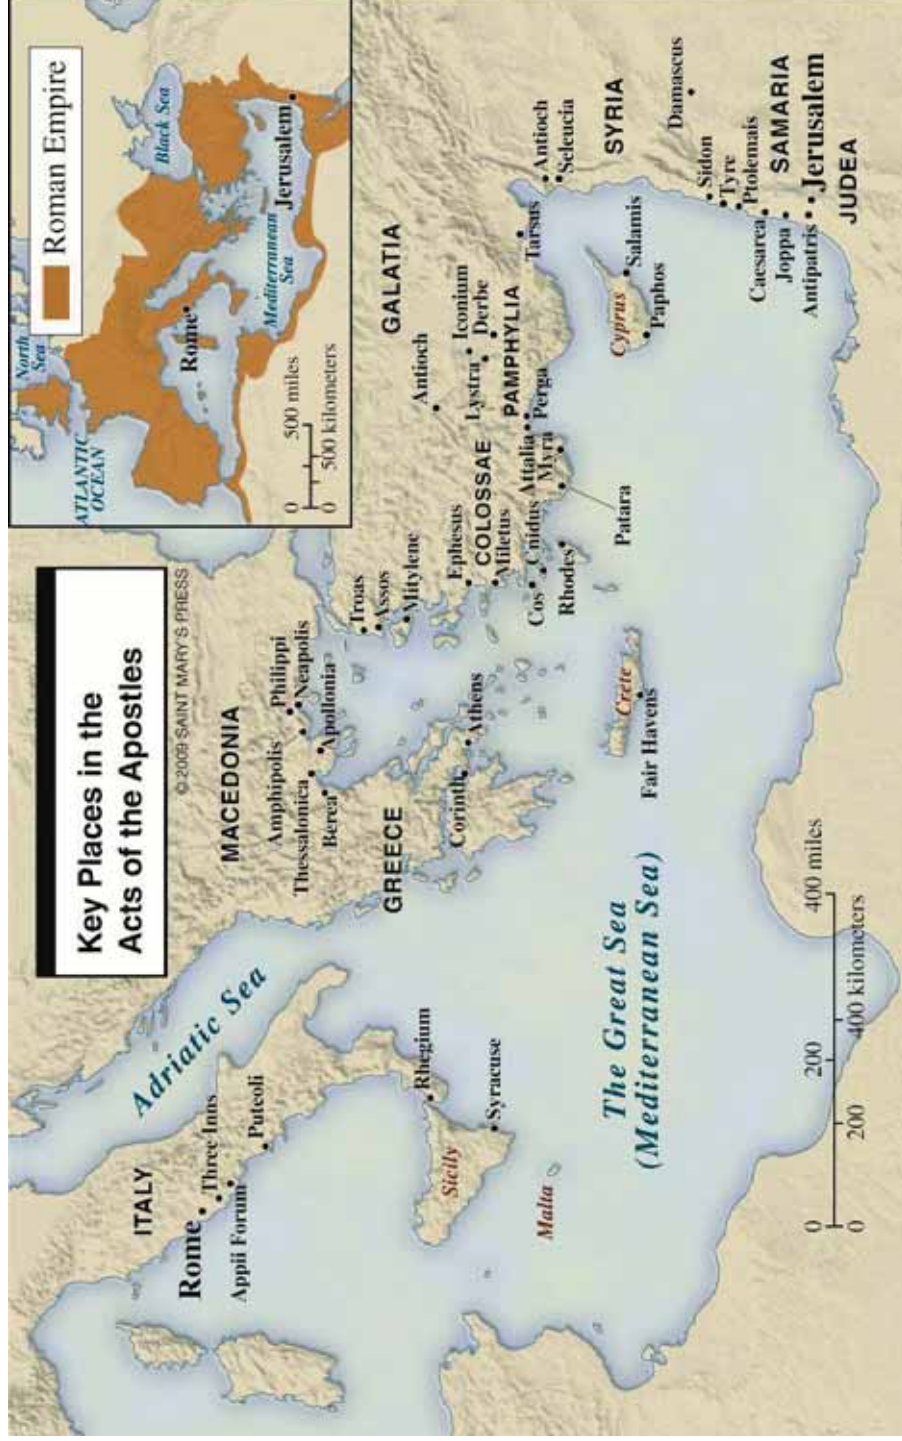 Key Places in the
Acts of the Apostles
© 2009 SAINT MARY'S PRESS
Roman Empire
North
Sea
ATLANTIC
OCEAN
Black Sea
Rome
Mediterranean
Sea
Jerusalem
0 500 miles
0 500 kilometers
ITALY
Rome
Three Inns
Appii Forum
Puteoli
Adriatic Sea
Rhegium
Sicily
Syracuse
Malta
MACEDONIA
Philippi
Neapolis
Amphipolis
Apollonia
Thessalonica
Berea
GREECE
Corinth
Athens
Troas
Assos
Mitylene
Ephesus
COLOSSAE
Miletus
Cos
Cnidus
Rhodes
Patara
Myra
Attalia
Perga
PAMPHYLIA
GALATIA
Antioch
Iconium
Lystra
Derbe
Tarsus
Antioch
Seleucia
SYRIA
Cyprus
Salamis
Paphos
Crete
Fair Havens
Damascus
Sidon
Tyre
Ptolemais
Caesarea
SAMARIA
Joppa
Antipatris
Jerusalem
JUDEA
The Great Sea
(Mediterranean Sea)
0 200 400 miles
0 200 400 kilometers